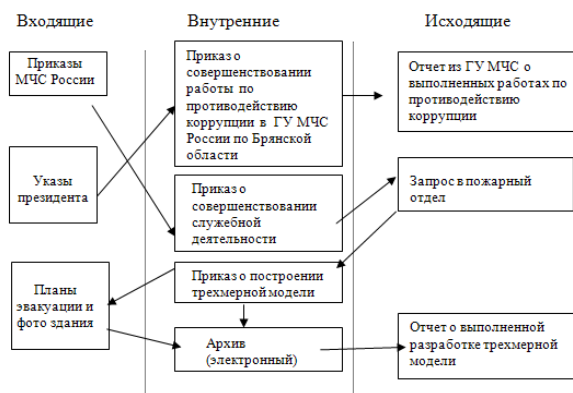 Входящие
Внутренние
Исходящие
Приказы
МЧС России
Указы
президента
Планы
эвакуации и
фото здания
Приказ о
совершенствовании
работы по
противодействию
коррупции в ГУ МЧС
России по Брянской
области
Приказ о
совершенствовании
служебной
деятельности
Приказ о построении
трехмерной модели
Архив
(электронный)
Отчет из ГУ МЧС о
выполненных работах по
противодействию
коррупции
Запрос в пожарный
отдел
Отчет о выполненной
разработке трехмерной
модели